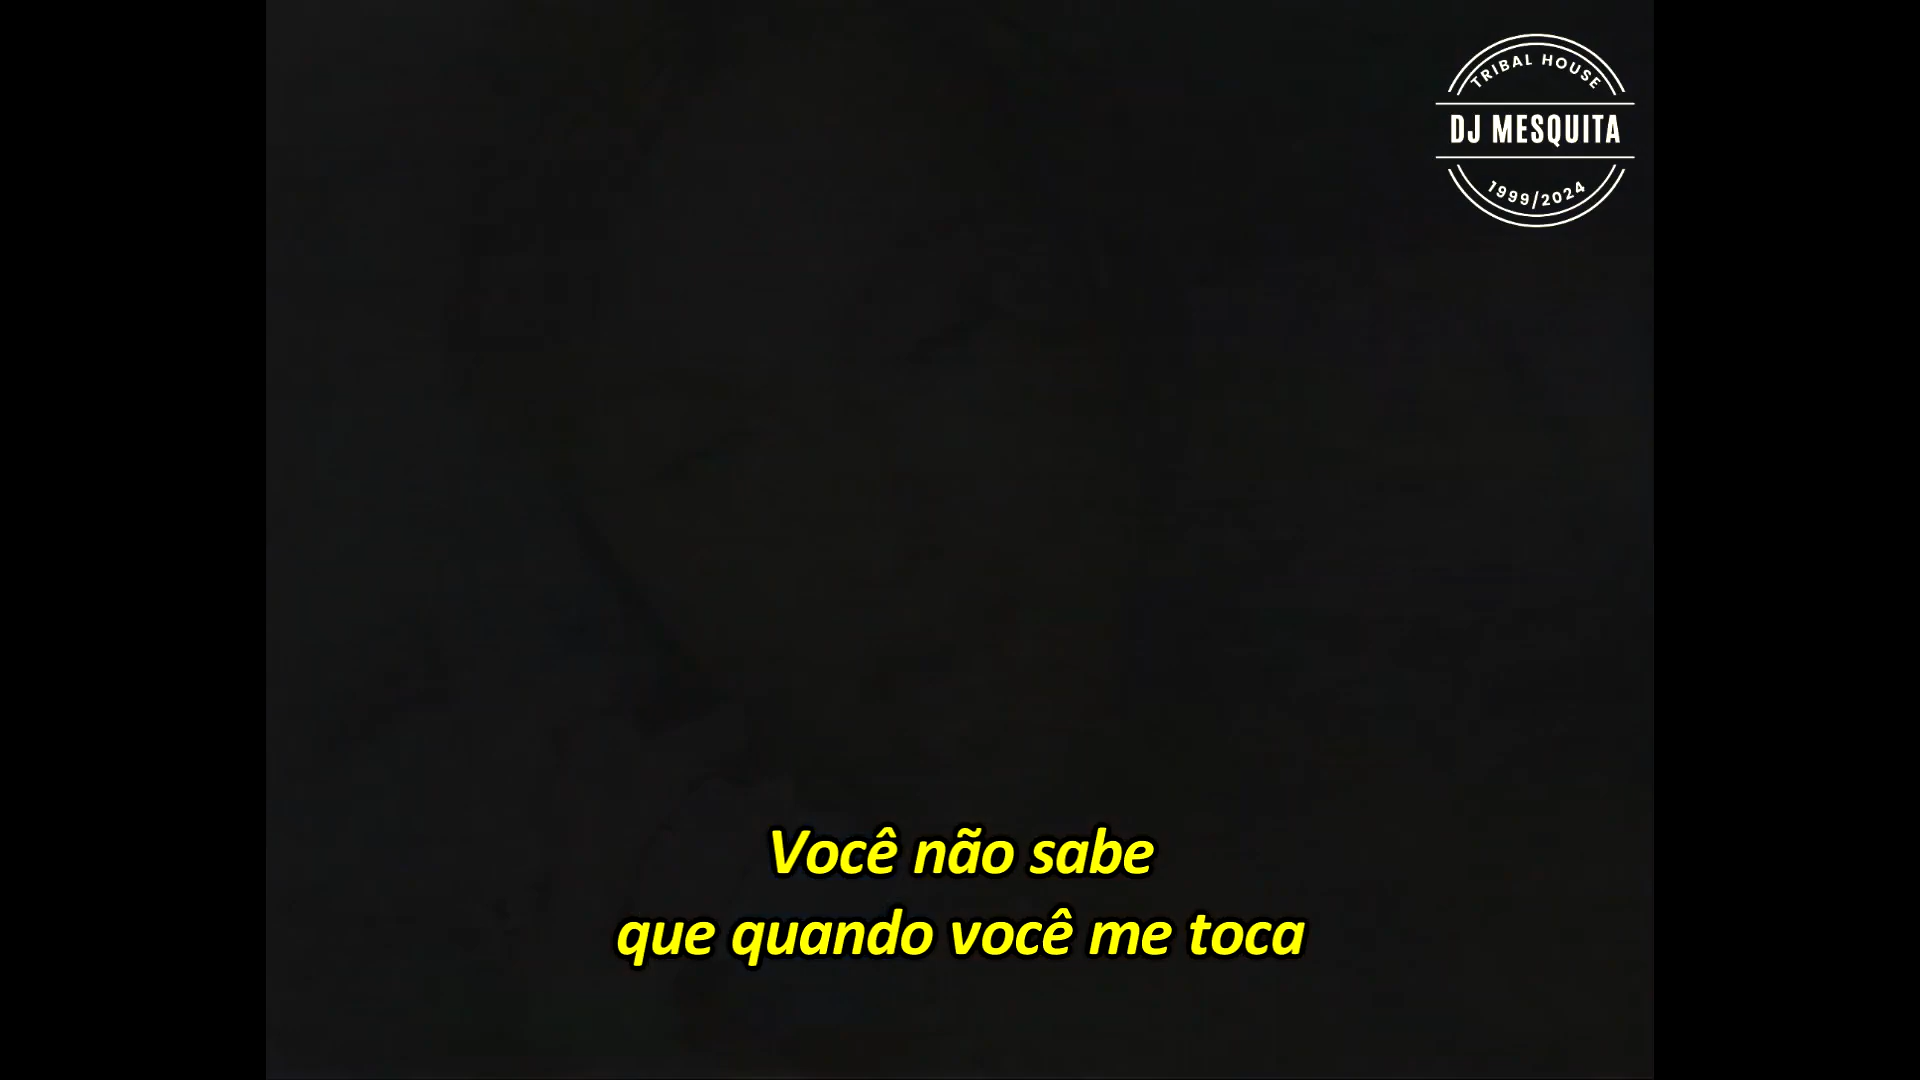 TRIBAL HOUSE
DJ MESQUITA
1999/2024
Você não sabe
que quando você me toca